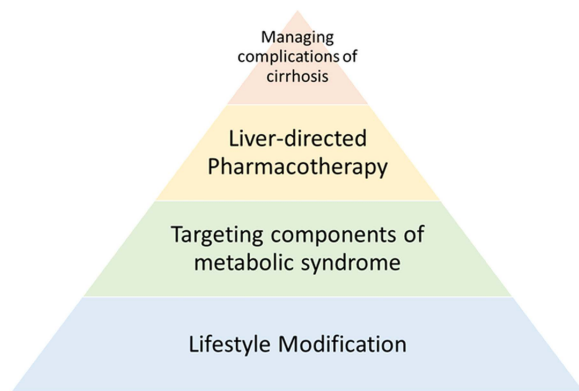 Managing
complications of
cirrhosis
Liver-directed
Pharmacotherapy
Targeting components of
metabolic syndrome
Lifestyle Modification